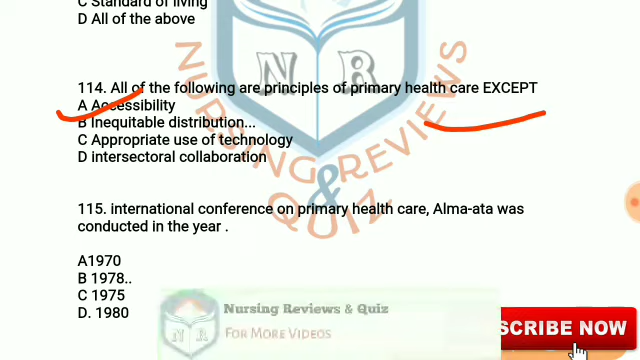 C Standard of living
D All of the above
114. All of the following are principles of primary health care EXCEPT
A Accessibility
B Inequitable distribution...
C Appropriate use of technology
D intersectoral collaboration
N R
NURSING REVIEWS
& QUIZ
115. international conference on primary health care, Alma-ata was
conducted in the year .
A1970
B 1978..
C 1975
D. 1980
N R
Nursing Reviews & Quiz
FOR MORE VIDEOS
SCRIBE NOW